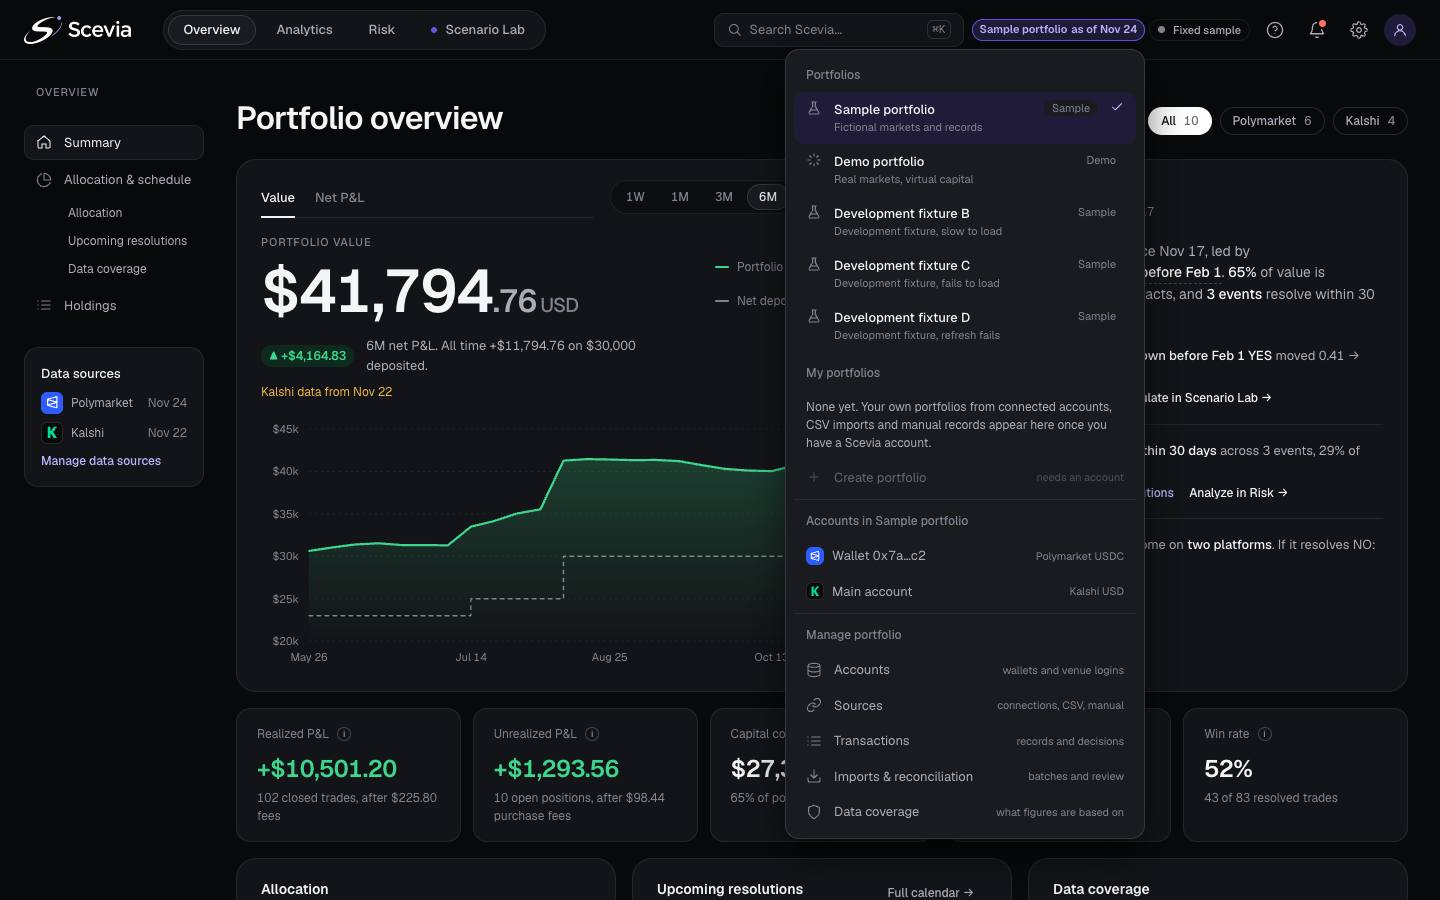 Scevia
Overview
Analytics
Risk
Scenario Lab
Search Scevia...
⌘K
Sample portfolio as of Nov 24
Fixed sample
OVERVIEW
Summary
Allocation & schedule
Allocation
Upcoming resolutions
Data coverage
Holdings
Data sources
Polymarket Nov 24
Kalshi Nov 22
Manage data sources
Portfolio overview
All 10
Polymarket 6
Kalshi 4
Value
Net P&L
1W
1M
3M
6M
PORTFOLIO VALUE
$41,794.76 USD
Portfolio
Net depo
+$4,164.83
6M net P&L. All time +$11,794.76 on $30,000
deposited.
Kalshi data from Nov 22
$45k
$40k
$35k
$30k
$25k
$20k
May 26
Jul 14
Aug 25
Oct 13
Portfolios
Sample portfolio Sample
Fictional markets and records
Demo portfolio Demo
Real markets, virtual capital
Development fixture B Sample
Development fixture, slow to load
Development fixture C Sample
Development fixture, fails to load
Development fixture D Sample
Development fixture, refresh fails
My portfolios
None yet. Your own portfolios from connected accounts,
CSV imports and manual records appear here once you
have a Scevia account.
Create portfolio needs an account
Accounts in Sample portfolio
Wallet 0x7a...c2 Polymarket USDC
Main account Kalshi USD
Manage portfolio
Accounts wallets and venue logins
Sources connections, CSV, manual
Transactions records and decisions
Imports & reconciliation batches and review
Data coverage what figures are based on
7
ce Nov 17, led by
efore Feb 1. 65% of value is
acts, and 3 events resolve within 30
wn before Feb 1 YES moved 0.41 →
ulate in Scenario Lab →
thin 30 days across 3 events, 29% of
tions Analyze in Risk →
me on two platforms. If it resolves NO:
Realized P&L
+$10,501.20
102 closed trades, after $225.80
fees
Unrealized P&L
+$1,293.56
10 open positions, after $98.44
purchase fees
Capital co
$27,3
65% of po
Win rate
52%
43 of 83 resolved trades
Allocation
Upcoming resolutions
Full calendar →
Data coverage